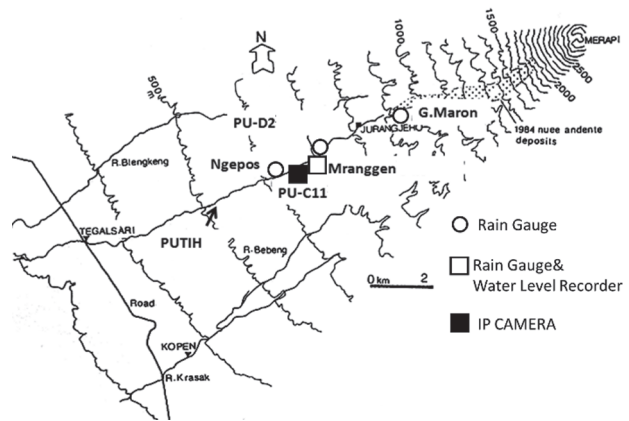 1500
1000
MERAPI
N
500
m
2500
2000
G.Maron
PU-D2
JURANGJEHU
1984 nuee andente
deposits
R.Blengkeng
Ngepos
Mranggen
PU-C11
TEGALSARI
PUTIH
R-Bebeng
Rain Gauge
Rain Gauge&
Water Level Recorder
0 km 2
Road
IP CAMERA
KOPEN
R.Krasak